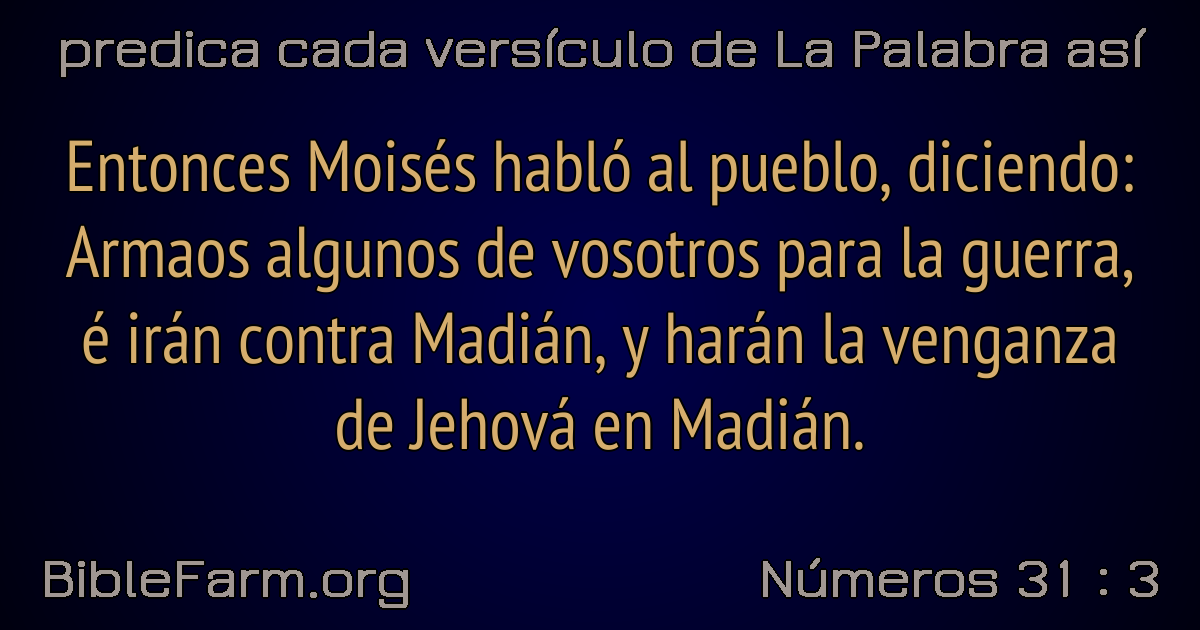 predica cada versículo de La Palabra así
Entonces Moisés habló al pueblo, diciendo:
Armaos algunos de vosotros para la guerra,
é irán contra Madián, y harán la venganza
de Jehová en Madián.
BibleFarm.org
Números 31 : 3